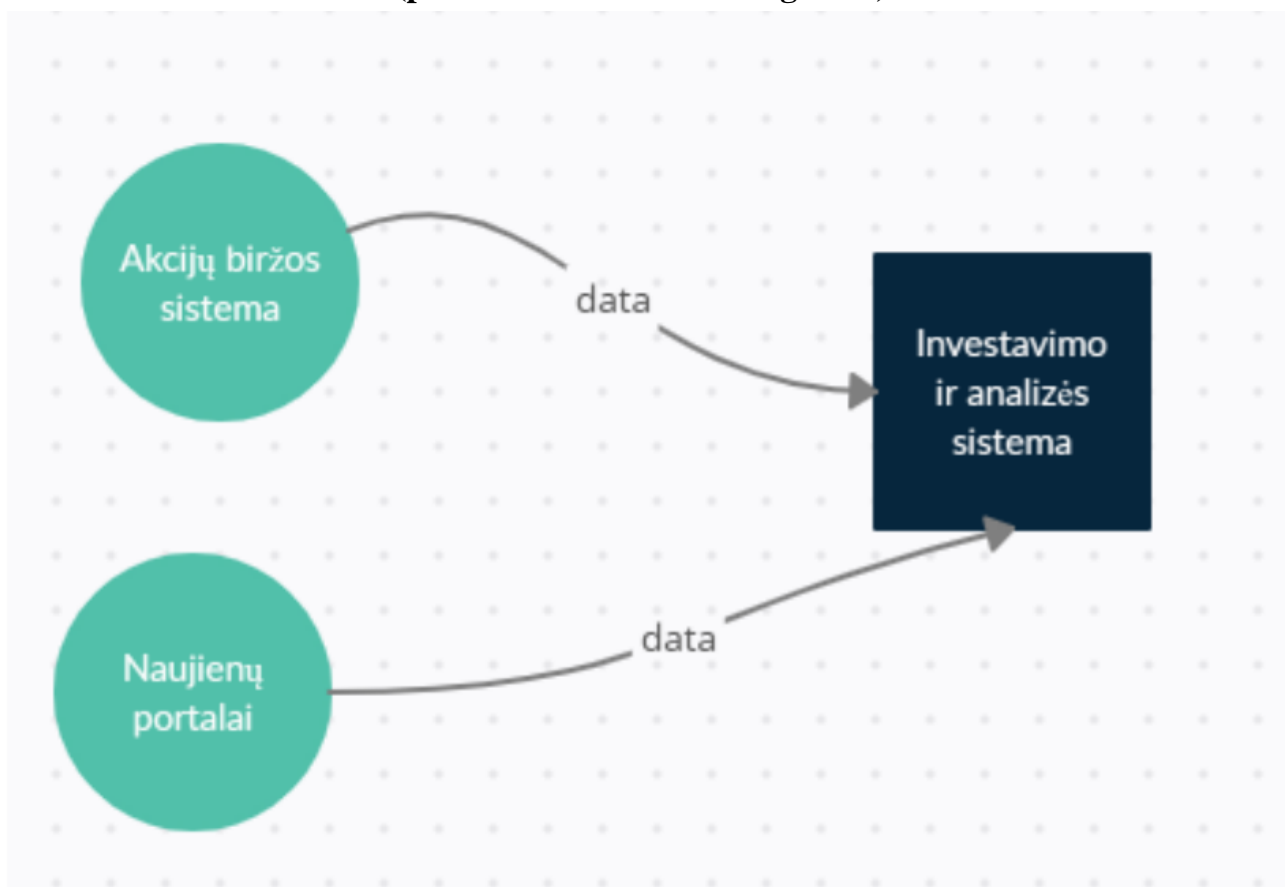 Akcijų biržos
sistema
data
Investavimo
ir analizės
sistema
data
Naujienų
portalai